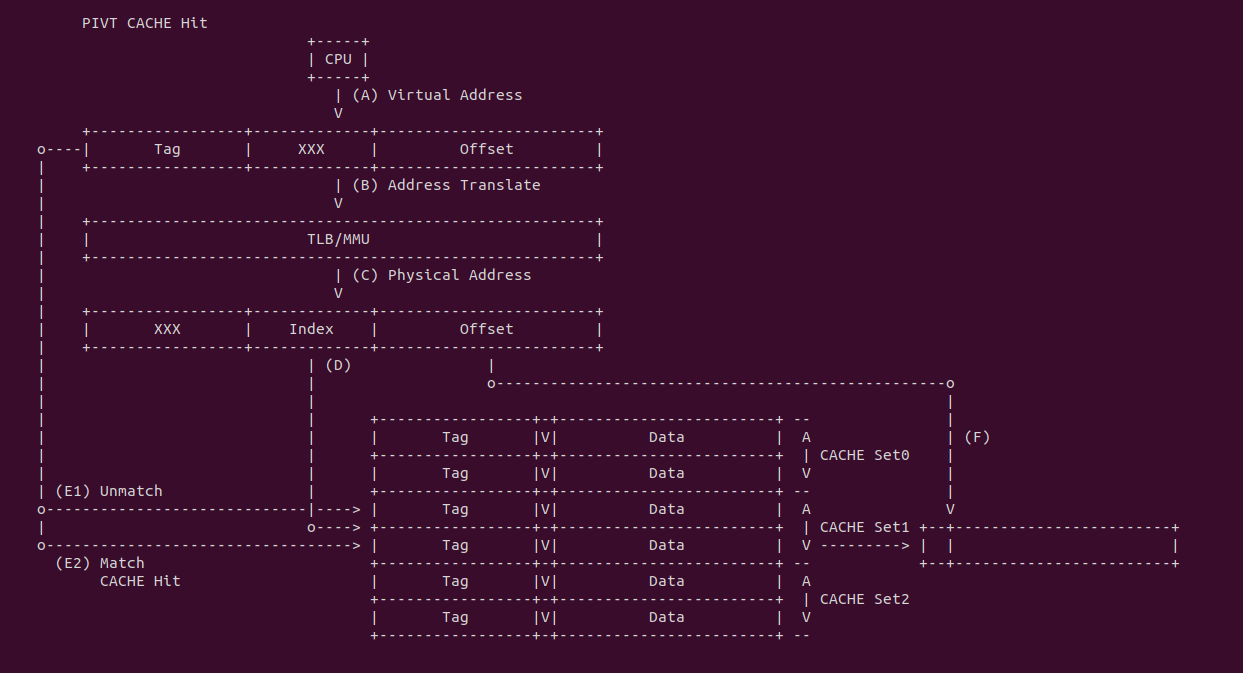 PIVT CACHE Hit
CPU
(A) Virtual Address
V
Tag XXX Offset
(B) Address Translate
V
TLB/MMU
(C) Physical Address
V
XXX Index Offset
(D)
Tag V Data A (F)
CACHE Set0
Tag V Data V
(E1) Unmatch
Tag V Data A V
CACHE Set1
Tag V Data V
(E2) Match
CACHE Hit Tag V Data A
CACHE Set2
Tag V Data V